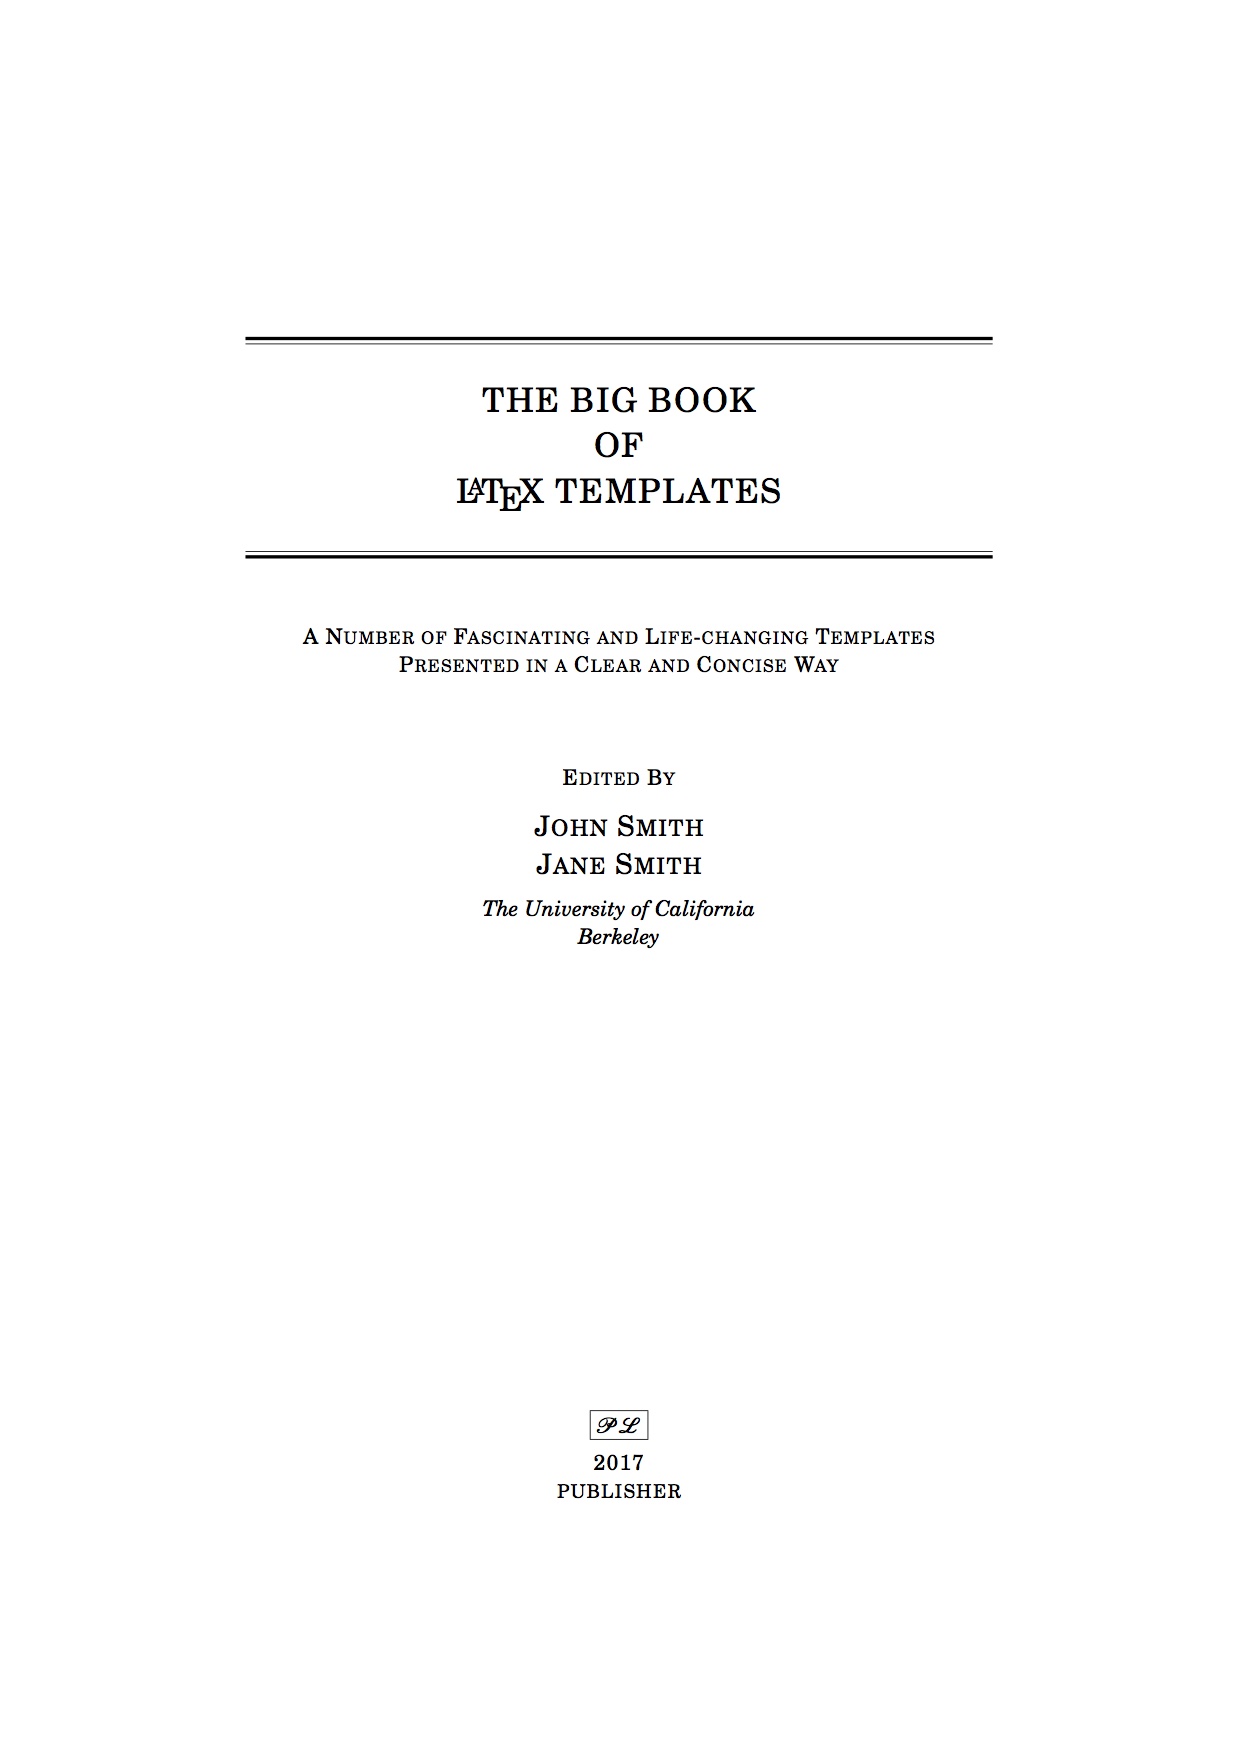 THE BIG BOOK
OF
LATEX TEMPLATES
A NUMBER OF FASCINATING AND LIFE-CHANGING TEMPLATES
PRESENTED IN A CLEAR AND CONCISE WAY
EDITED BY
JOHN SMITH
JANE SMITH
The University of California
Berkeley
𝒫ℒ
2017
PUBLISHER